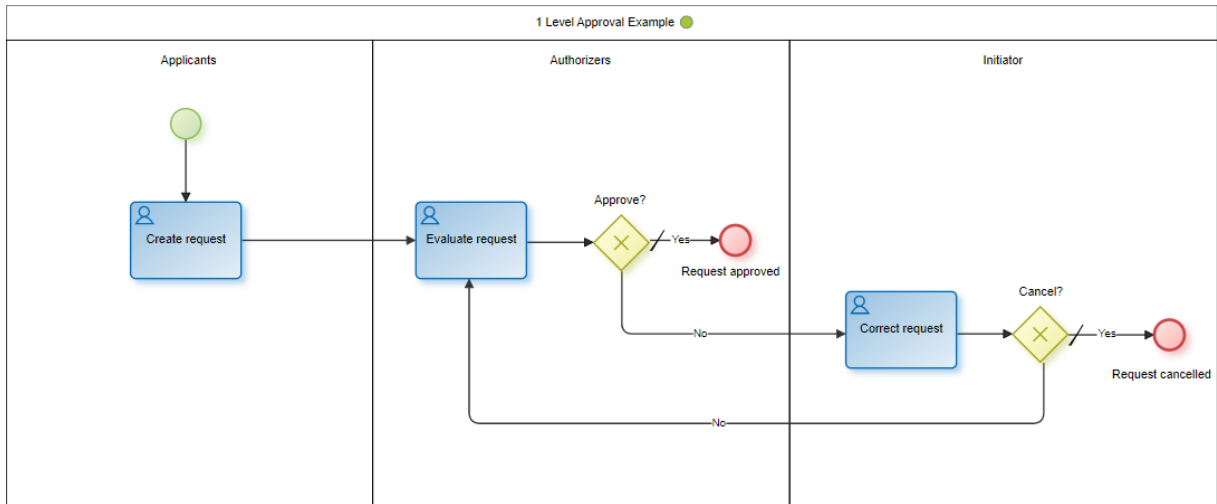 1 Level Approval Example
Applicants
Authorizers
Initiator
Create request
Evaluate request
Approve?
Yes
Request approved
No
Correct request
Cancel?
Yes
Request cancelled
No